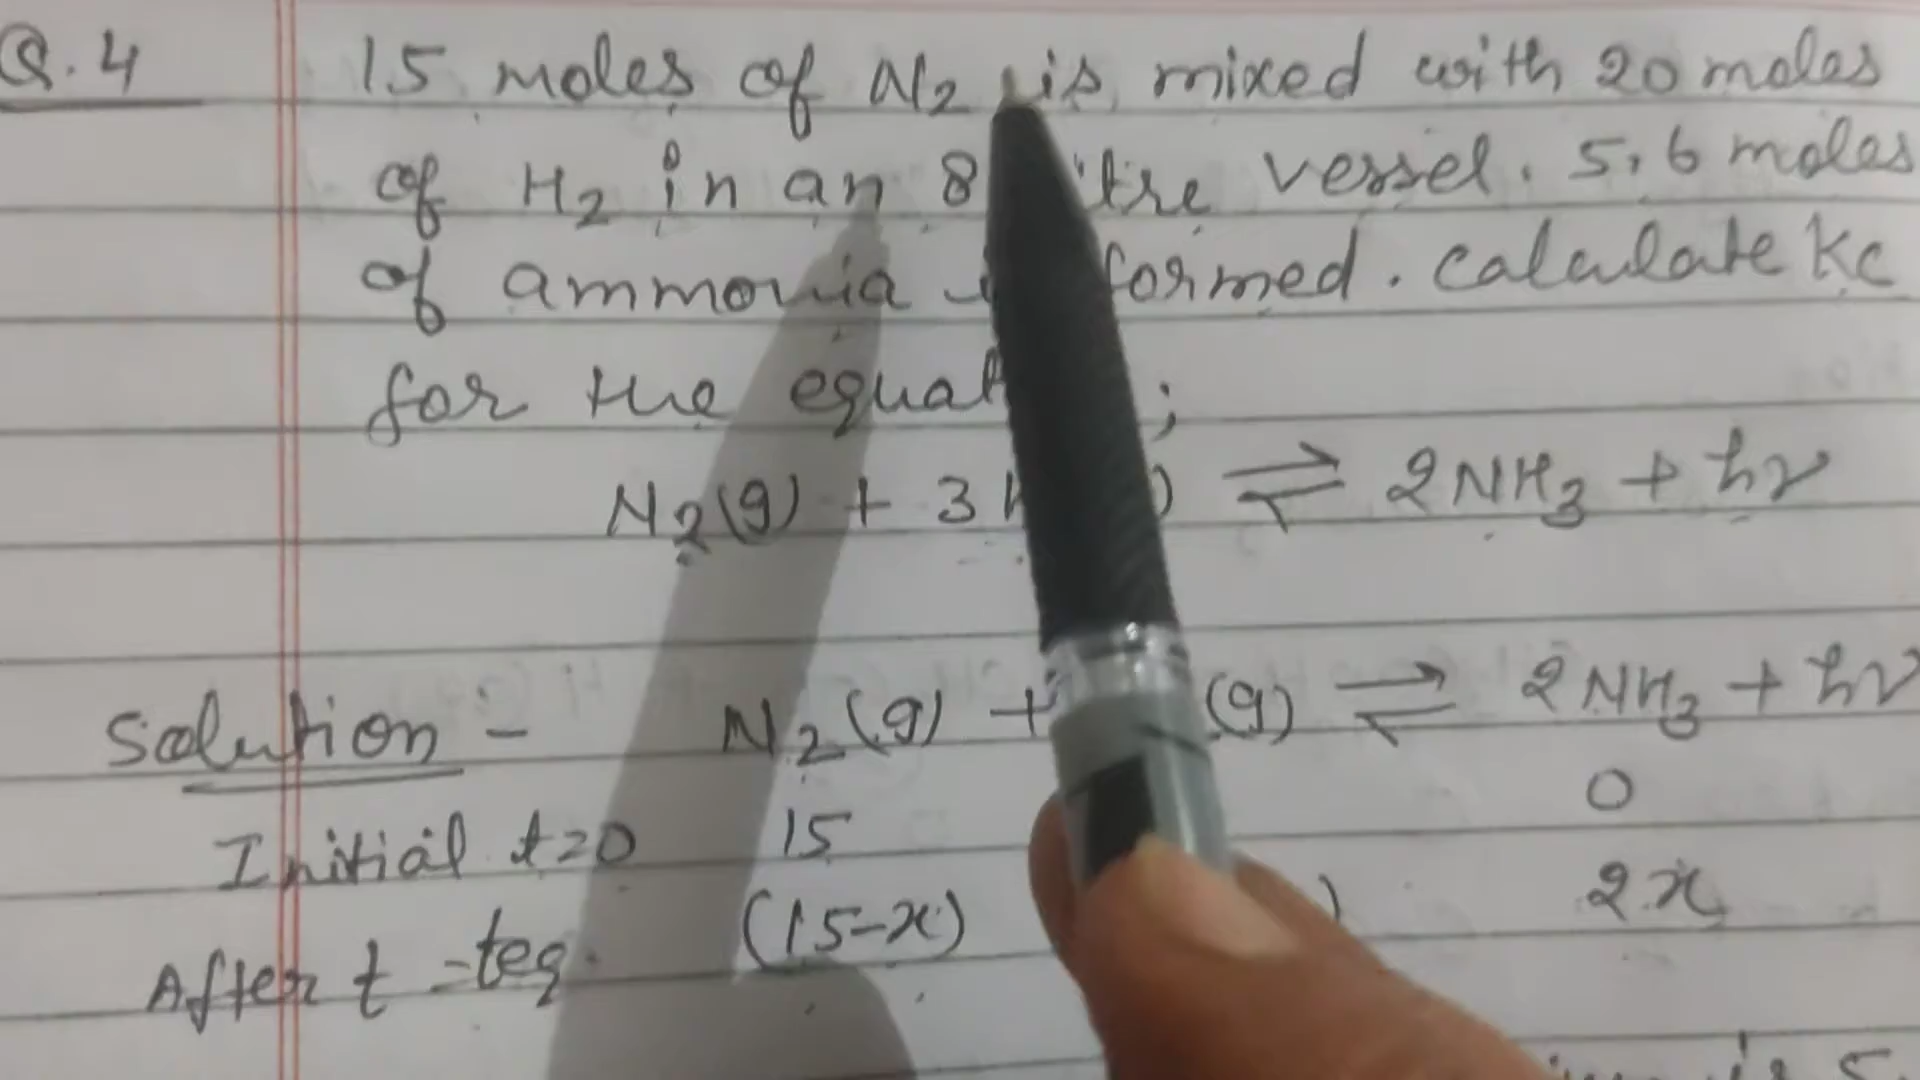 Q.4 15 moles of N2 is mixed with 20 moles
of H2 in an 8 vessel. 5.6 moles
of ammonia formed. calculate Kc
for the ;
N2(g) + 3 ⇌ 2NH3 + hν
Solution - N2(g) + (g) ⇌ 2NH3 + hν
Initial t=0 15 0
After t = teq. (15-x) 2x